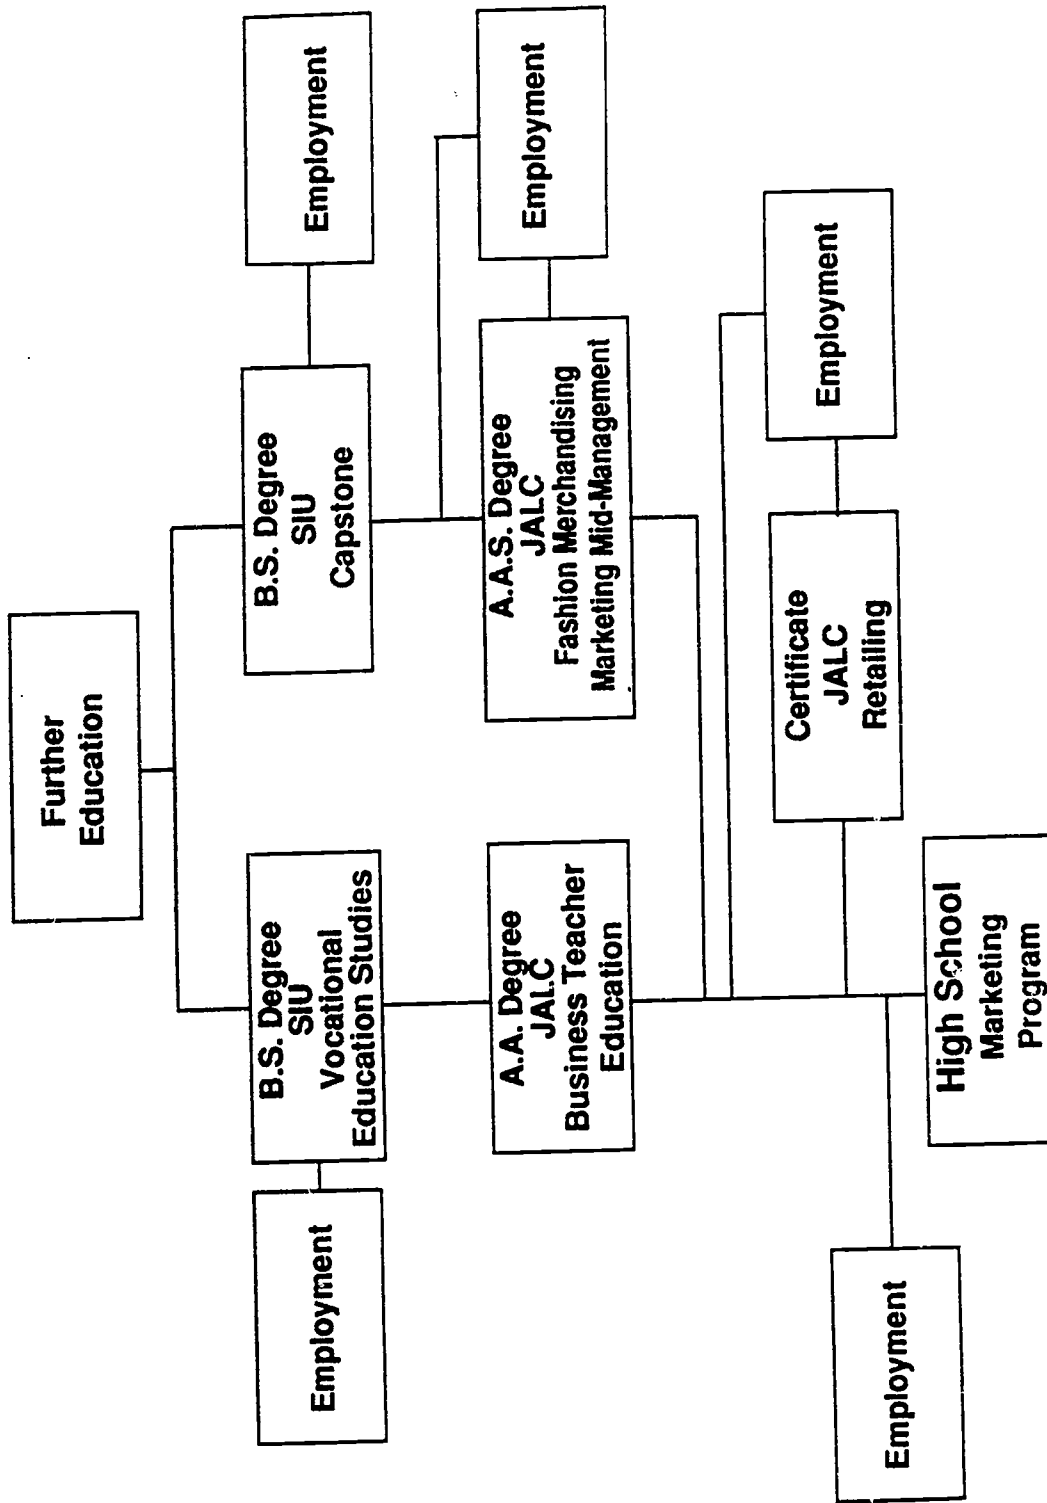 Further
Education
B.S. Degree
SIU
Vocational
Education Studies
B.S. Degree
SIU
Capstone
Employment
Employment
A.A. Degree
JALC
Business Teacher
Education
A.A.S. Degree
JALC
Fashion Merchandising
Marketing Mid-Management
Employment
Certificate
JALC
Retailing
Employment
Employment
High School
Marketing
Program